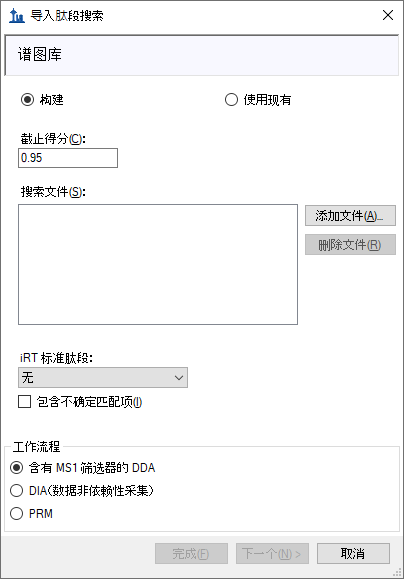 导入肽段搜索
谱图库
构建 使用现有
截止得分(C):
0.95
搜索文件(S):
添加文件(A)...
删除文件(R)
iRT 标准肽段:
无
包含不确定匹配项(I)
工作流程
含有 MS1 筛选器的 DDA
DIA(数据非依赖性采集)
PRM
完成(F) 下一个(N) > 取消